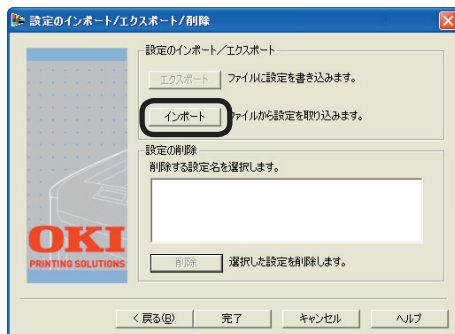 設定のインポート/エクスポート/削除
設定のインポート/エクスポート
エクスポート ファイルに設定を書き込みます。
インポート ファイルから設定を取り込みます。
設定の削除
削除する設定名を選択します。
OKI
PRINTING SOLUTIONS
削除 選択した設定を削除します。
< 戻る(B) 完了 キャンセル ヘルプ